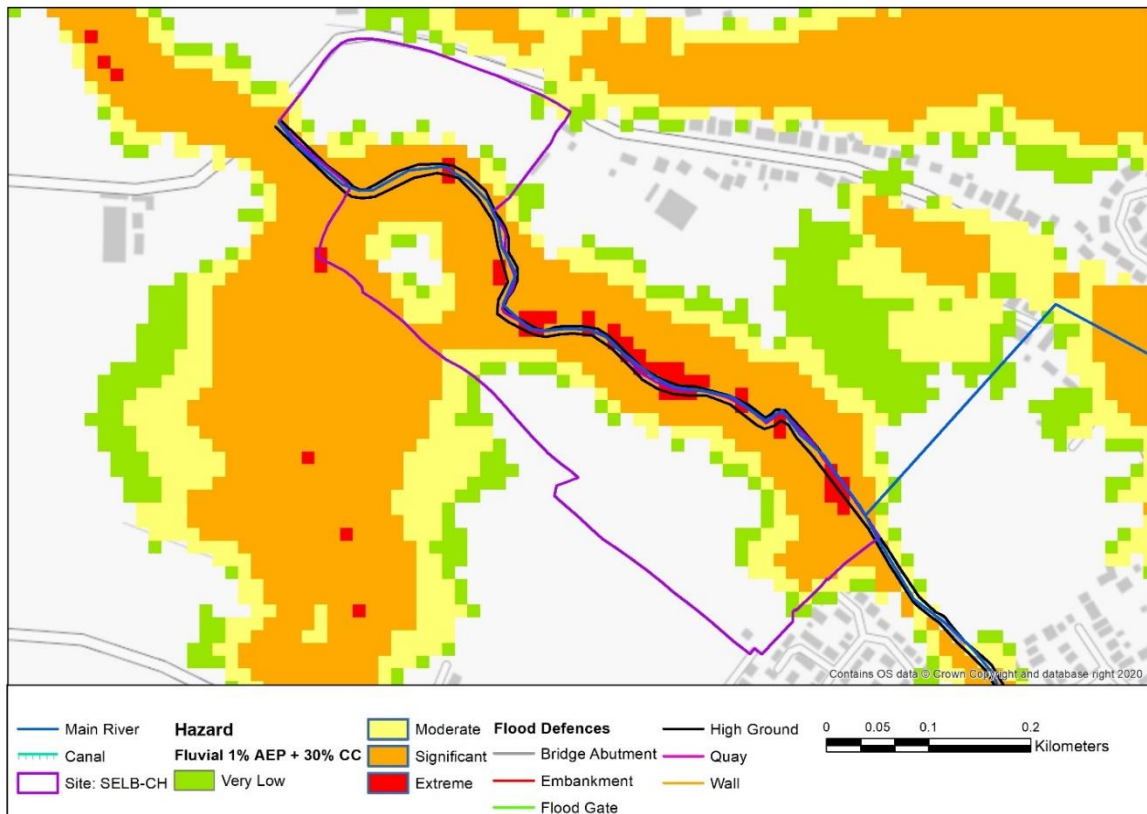 Contains OS data © Crown Copyright and database right 2020
Main River
Canal
Site: SELB-CH
Hazard
Fluvial 1% AEP + 30% CC
Very Low
Moderate
Significant
Extreme
Flood Defences
Bridge Abutment
Embankment
Flood Gate
High Ground
Quay
Wall
0 0.05 0.1 0.2
Kilometers